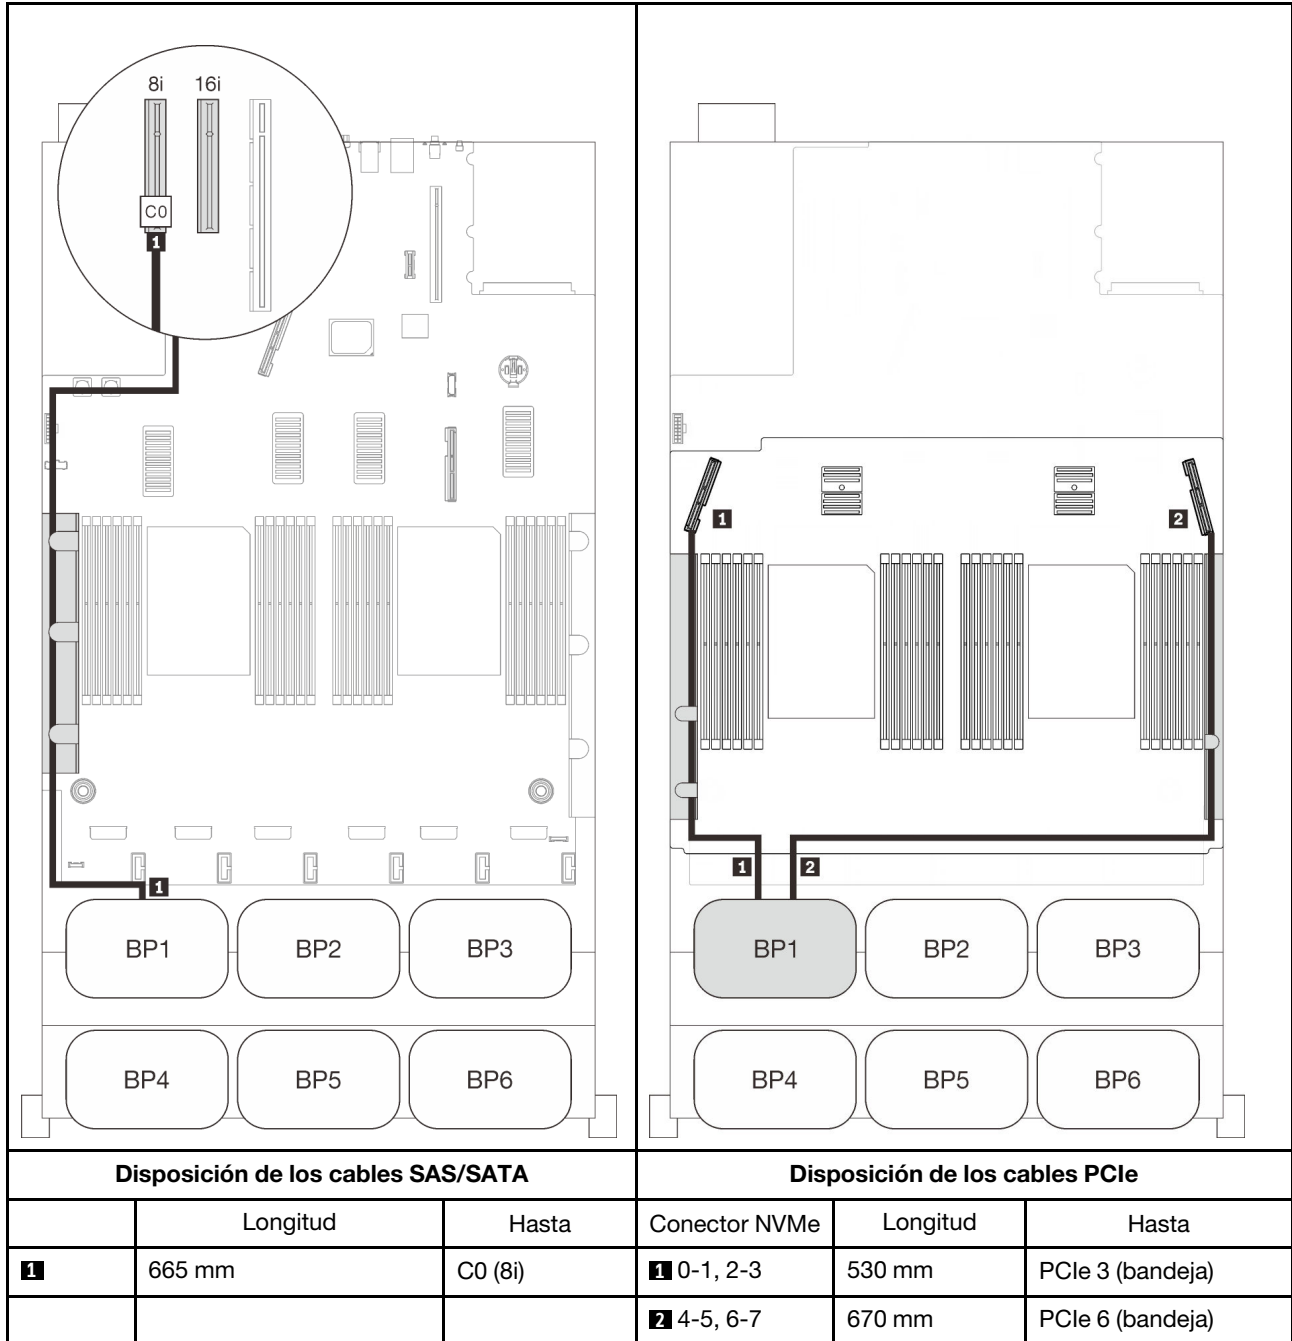 8i 16i
C0
1
1
BP1 BP2 BP3
BP4 BP5 BP6
1 2
1 2
BP1 BP2 BP3
BP4 BP5 BP6
Disposición de los cables SAS/SATA
Longitud Hasta
1 665 mm C0 (8i)
Disposición de los cables PCIe
Conector NVMe Longitud Hasta
1 0-1, 2-3 530 mm PCIe 3 (bandeja)
2 4-5, 6-7 670 mm PCIe 6 (bandeja)